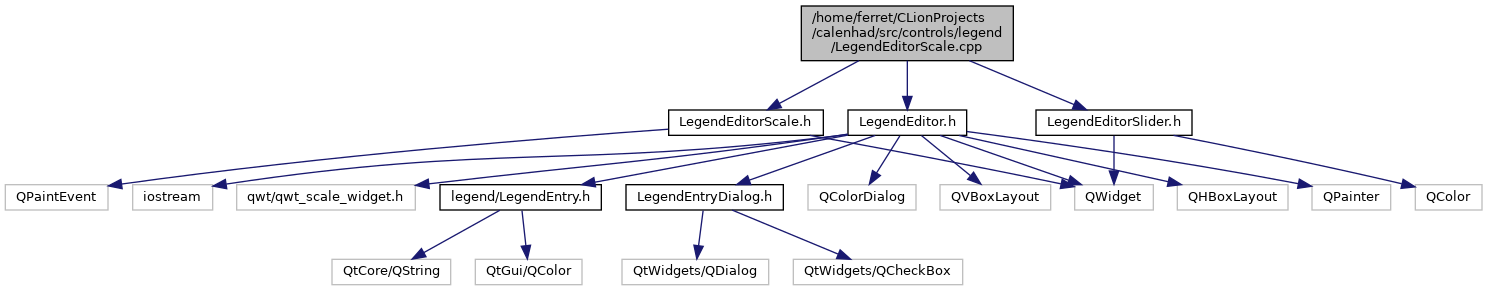 /home/ferret/CLionProjects
/calenhad/src/controls/legend
/LegendEditorScale.cpp
LegendEditorScale.h
LegendEditor.h
LegendEditorSlider.h
QPaintEvent
iostream
qwt/qwt_scale_widget.h
legend/LegendEntry.h
LegendEntryDialog.h
QColorDialog
QVBoxLayout
QWidget
QHBoxLayout
QPainter
QColor
QtCore/QString
QtGui/QColor
QtWidgets/QDialog
QtWidgets/QCheckBox